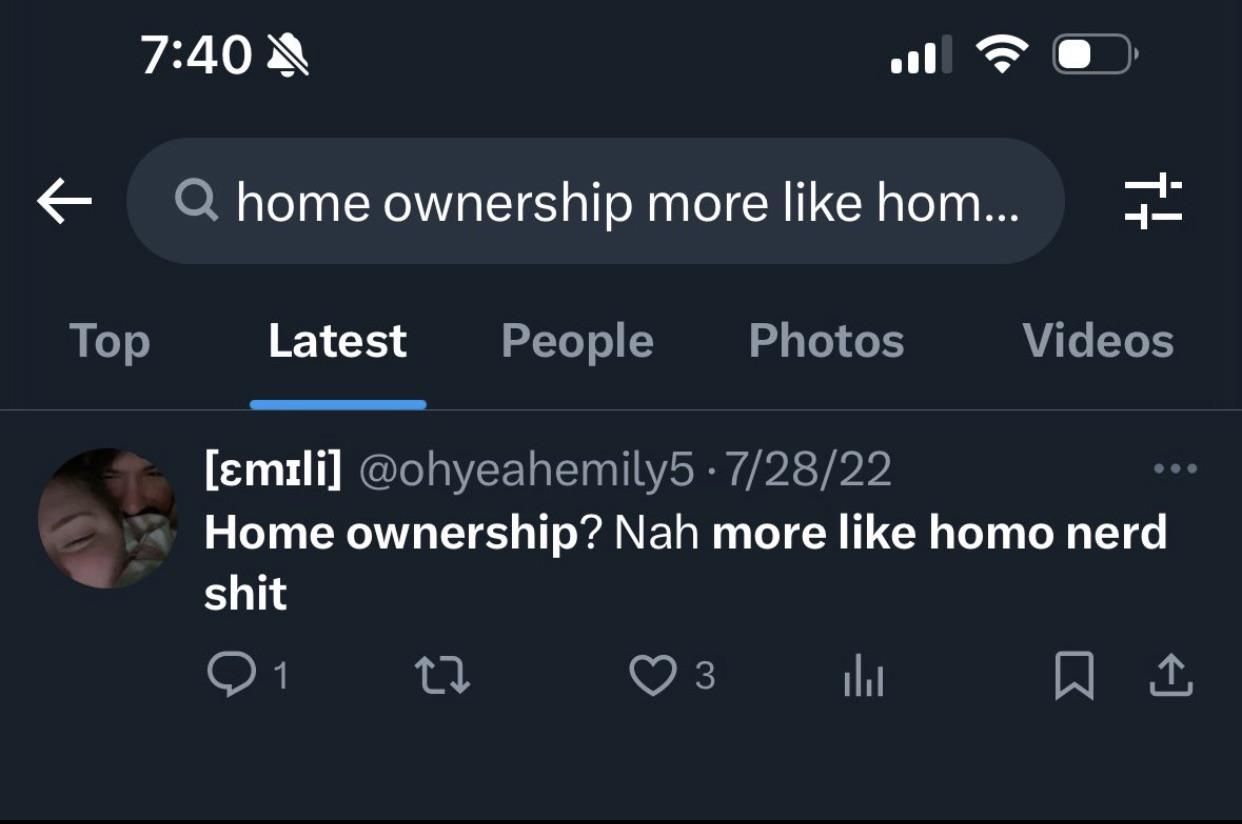 7:40
home ownership more like hom...
Top Latest People Photos Videos
[ɛmɪli] @ohyeahemily5 · 7/28/22
Home ownership? Nah more like homo nerd
shit
1 3